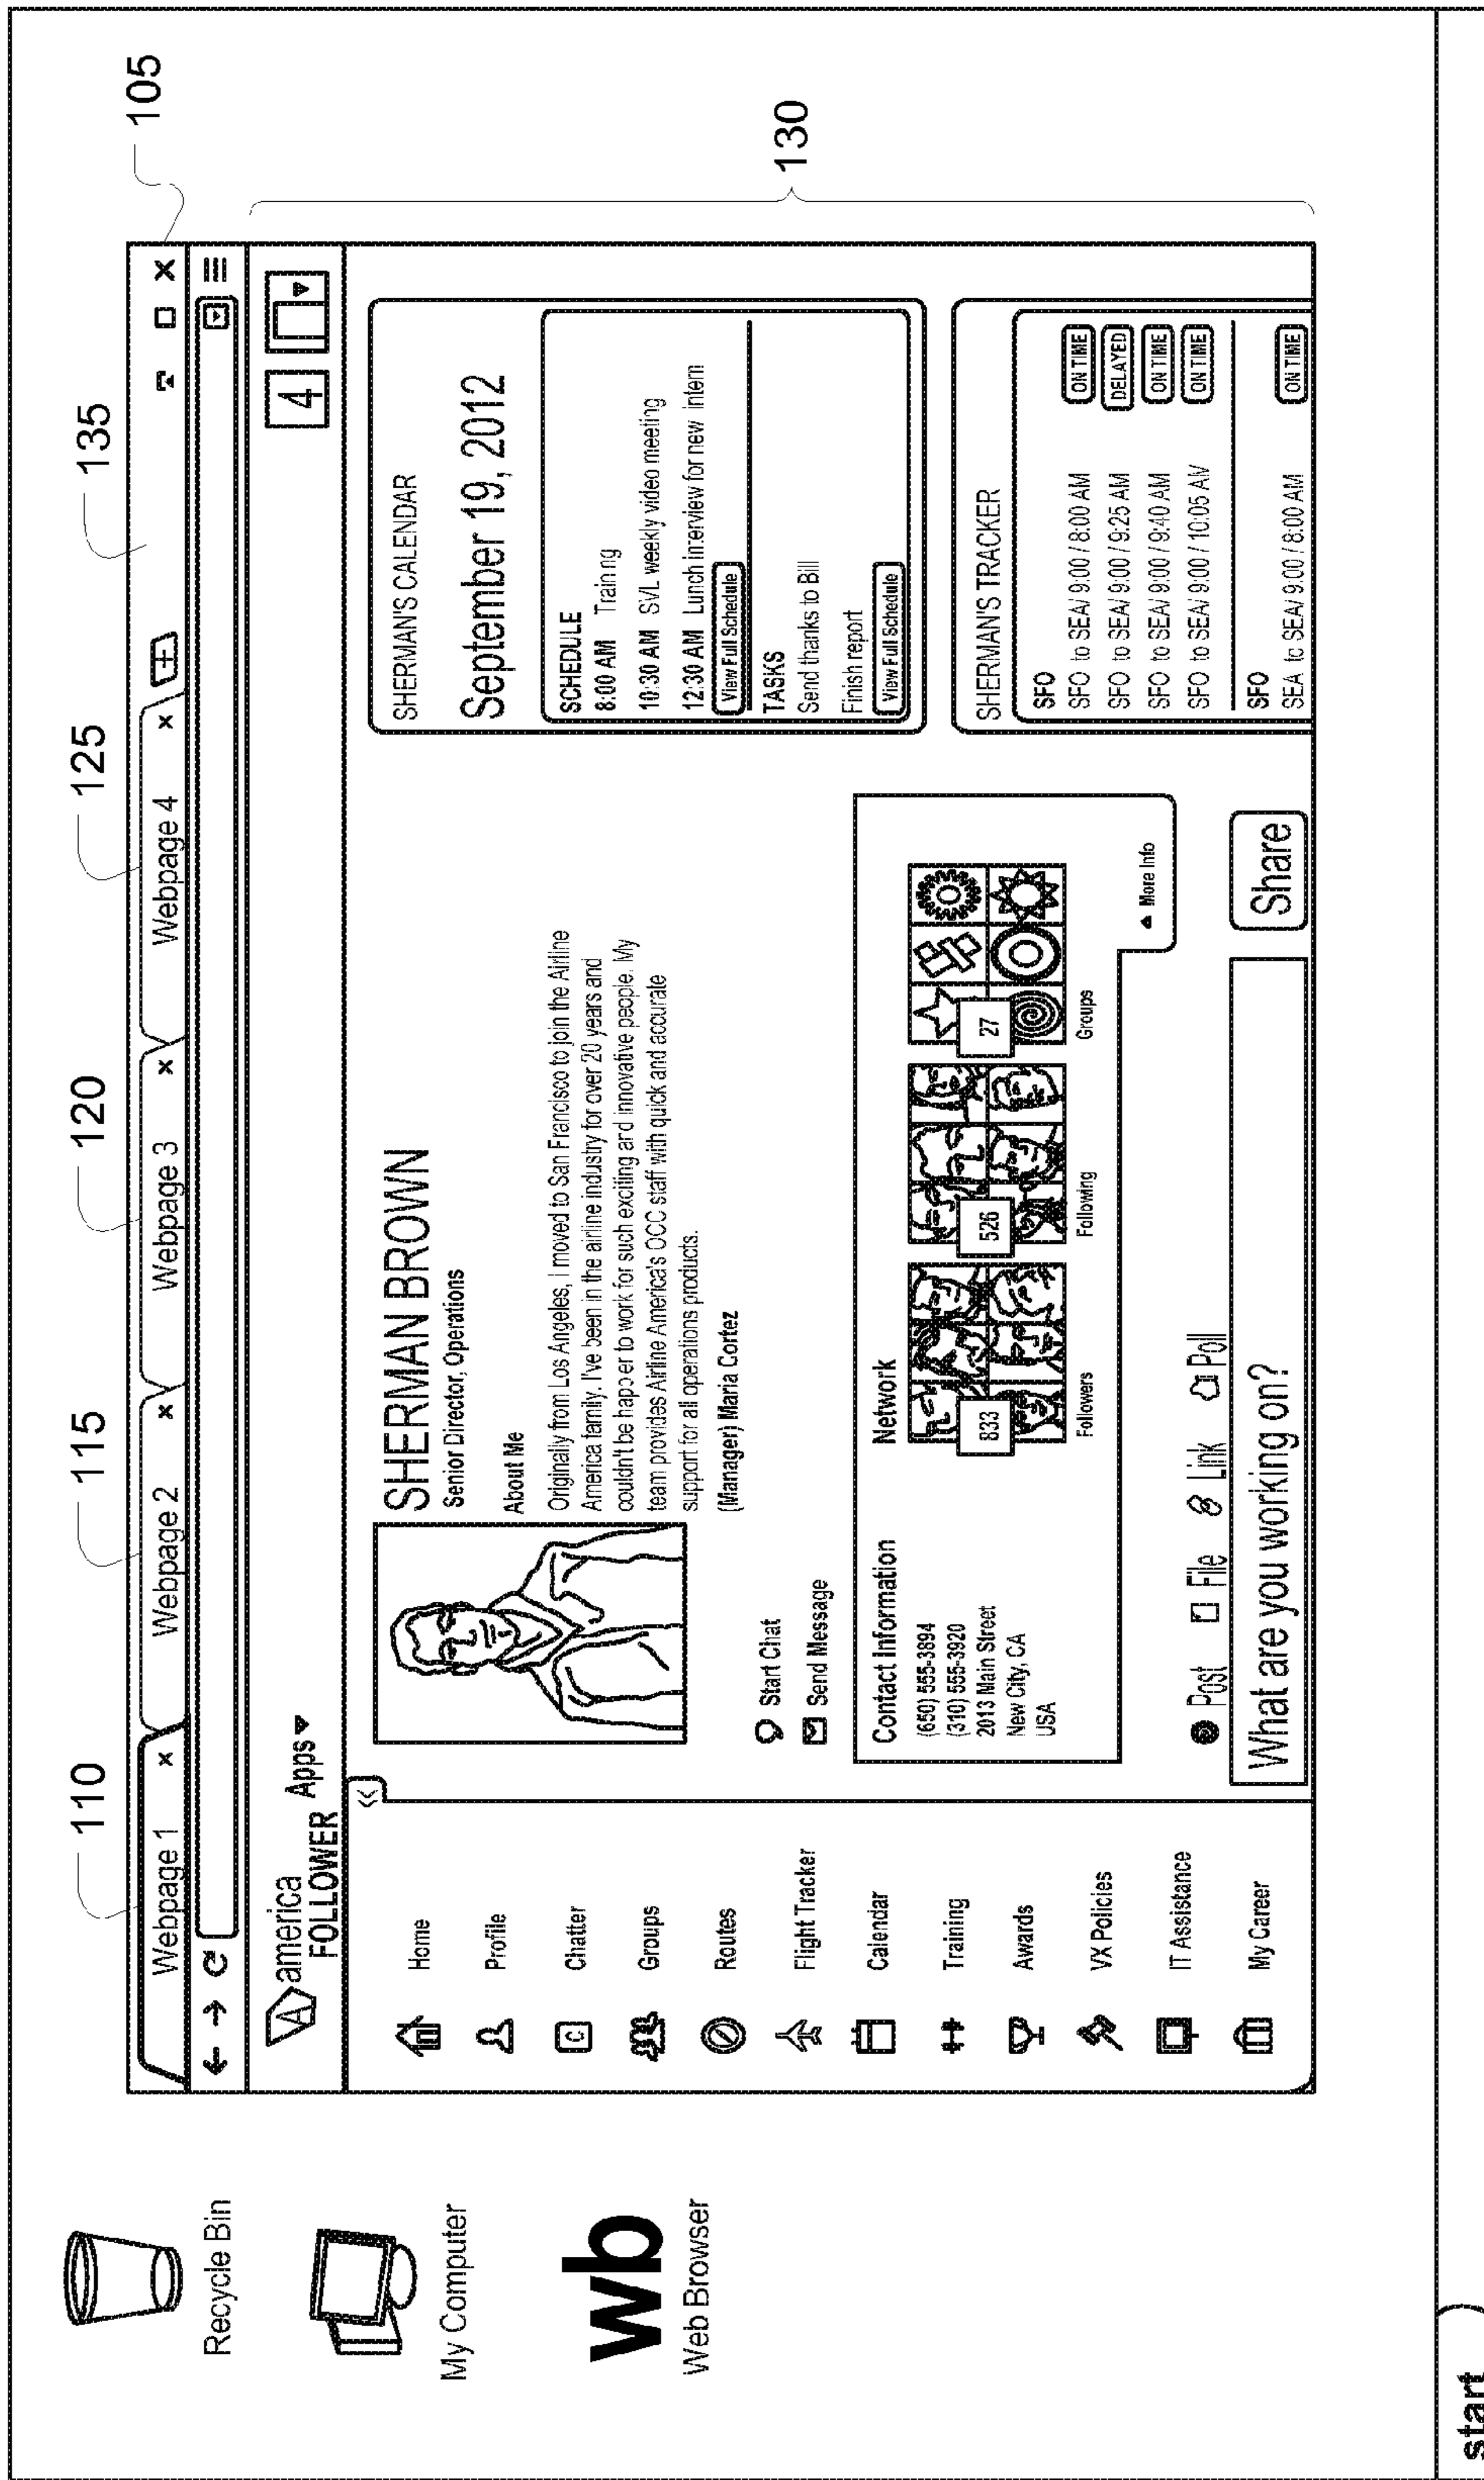 110
115
120
125
135
105
Webpage 1 ×
Webpage 2 ×
Webpage 3 ×
Webpage 4 ×
130
A america
FOLLOWER
Apps
4
Home
Profile
C Chatter
Groups
Routes
Flight Tracker
Calendar
Training
Awards
VX Policies
IT Assistance
My Career
SHERMAN BROWN
Senior Director, Operations
About Me
Originally from Los Angeles, I moved to San Francisco to join the Airline
America family. I've been in the airline industry for over 20 years and
couldn't be happier to work for such exciting and innovative people. My
team provides Airline America's OCC staff with quick and accurate
support for all operations products.
(Manager) Maria Cortez
Start Chat
Send Message
Contact Information
(650) 555-3894
(310) 555-3920
2013 Main Street
New City, CA
USA
Network
833
Followers
526
Following
27
Groups
More Info
Post File Link Poll
What are you working on?
Share
SHERMAN'S CALENDAR
September 19, 2012
SCHEDULE
8:00 AM Training
10:30 AM SVL weekly video meeting
12:30 AM Lunch interview for new intern
View Full Schedule
TASKS
Send thanks to Bill
Finish report
View Full Schedule
SHERMAN'S TRACKER
SFO
SFO to SEA/ 9:00 / 8:00 AM ON TIME
SFO to SEA/ 9:00 / 9:25 AM DELAYED
SFO to SEA/ 9:00 / 9:40 AM ON TIME
SFO to SEA/ 9:00 / 10:05 AM ON TIME
SFO
SEA to SEA/ 9:00 / 8:00 AM ON TIME
Recycle Bin
My Computer
wb
Web Browser
start